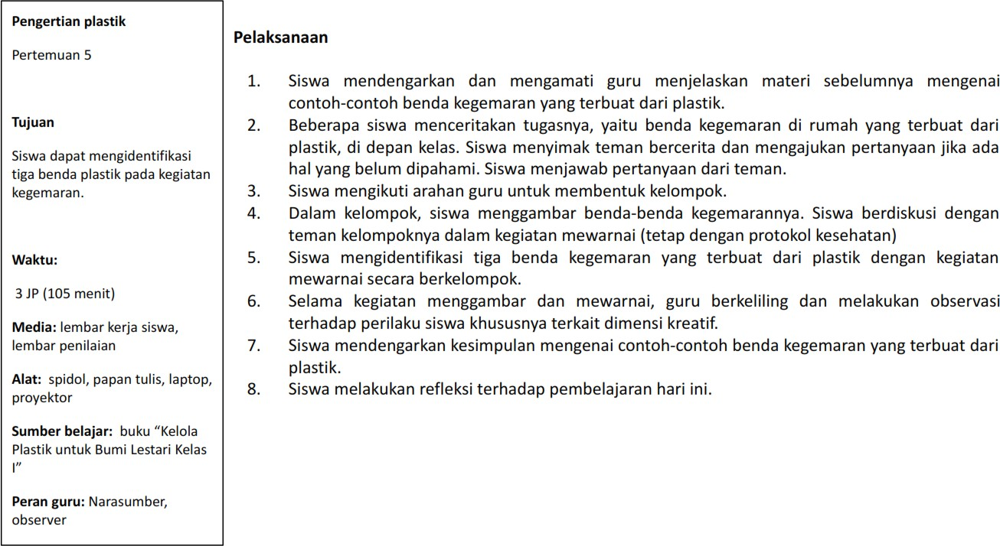 Pengertian plastik
Pertemuan 5
Tujuan
Siswa dapat mengidentifikasi
tiga benda plastik pada kegiatan
kegemaran.
Waktu:
3 JP (105 menit)
Media: lembar kerja siswa,
lembar penilaian
Alat: spidol, papan tulis, laptop,
proyektor
Sumber belajar: buku “Kelola
Plastik untuk Bumi Lestari Kelas
I”
Peran guru: Narasumber,
observer
Pelaksanaan
1. Siswa mendengarkan dan mengamati guru menjelaskan materi sebelumnya mengenai
contoh-contoh benda kegemaran yang terbuat dari plastik.
2. Beberapa siswa menceritakan tugasnya, yaitu benda kegemaran di rumah yang terbuat dari
plastik, di depan kelas. Siswa menyimak teman bercerita dan mengajukan pertanyaan jika ada
hal yang belum dipahami. Siswa menjawab pertanyaan dari teman.
3. Siswa mengikuti arahan guru untuk membentuk kelompok.
4. Dalam kelompok, siswa menggambar benda-benda kegemarannya. Siswa berdiskusi dengan
teman kelompoknya dalam kegiatan mewarnai (tetap dengan protokol kesehatan)
5. Siswa mengidentifikasi tiga benda kegemaran yang terbuat dari plastik dengan kegiatan
mewarnai secara berkelompok.
6. Selama kegiatan menggambar dan mewarnai, guru berkeliling dan melakukan observasi
terhadap perilaku siswa khususnya terkait dimensi kreatif.
7. Siswa mendengarkan kesimpulan mengenai contoh-contoh benda kegemaran yang terbuat dari
plastik.
8. Siswa melakukan refleksi terhadap pembelajaran hari ini.